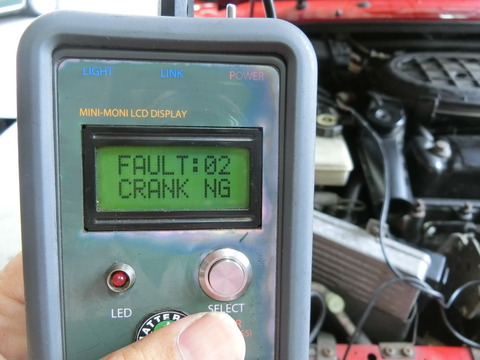 LIGHT LINK POWER
MINI-MONI LCD DISPLAY
FAULT:02
CRANK NG
LED SELECT